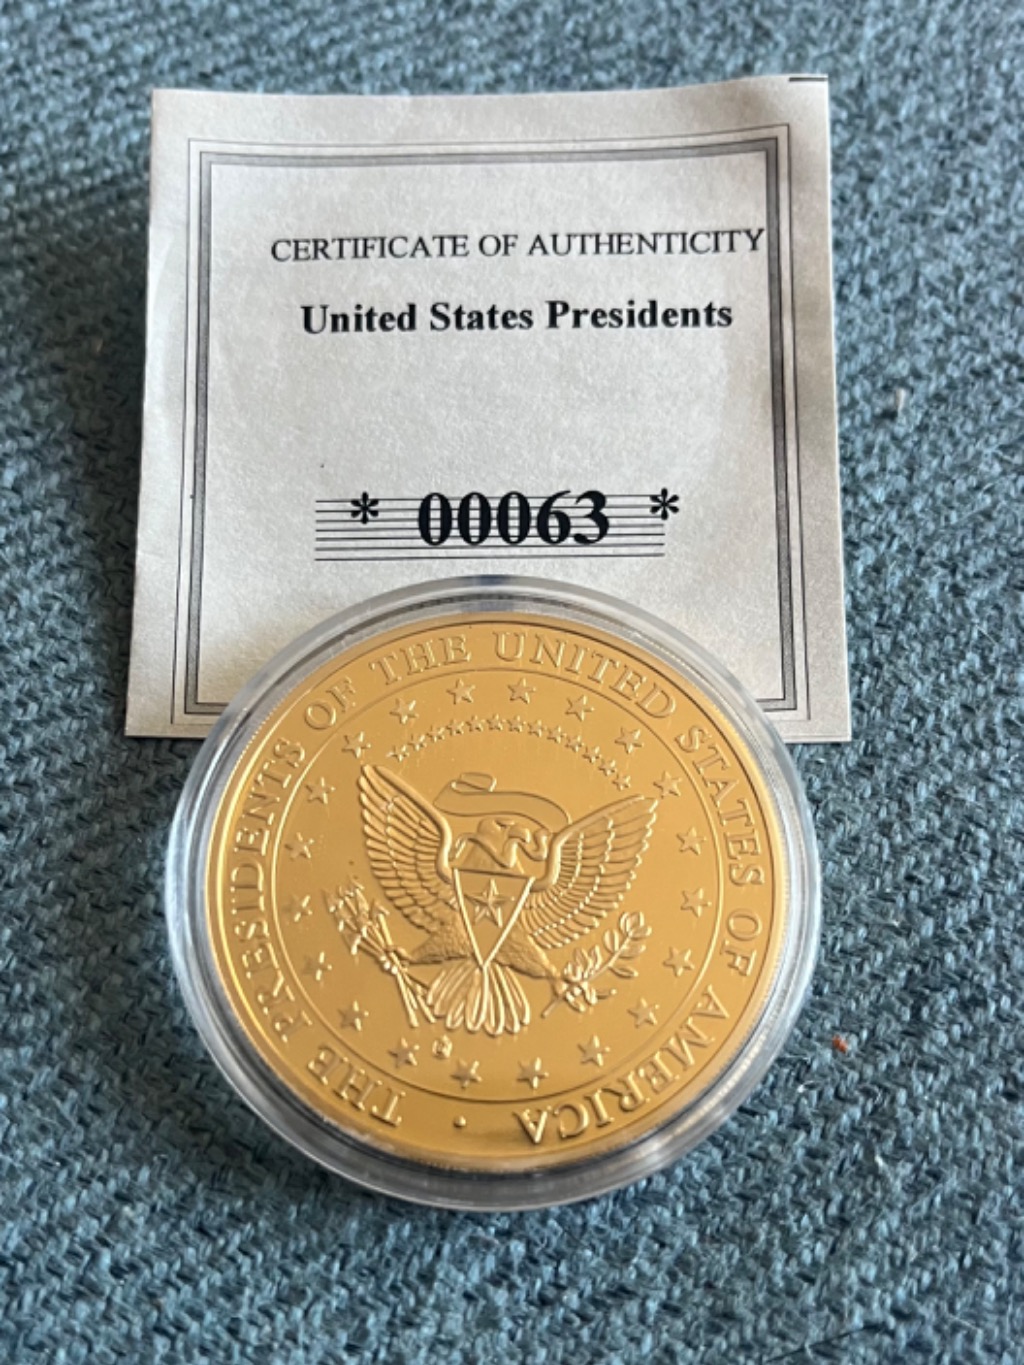 CERTIFICATE OF AUTHENTICITY
United States Presidents
* 00063 *
THE PRESIDENTS OF THE UNITED STATES OF AMERICA •